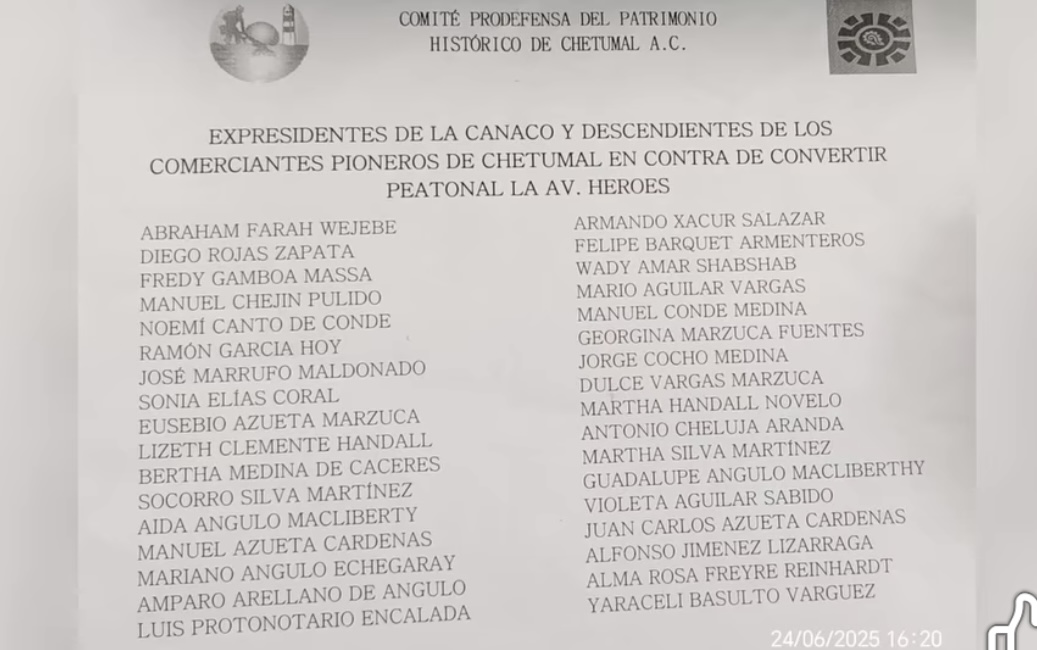 COMITÉ PRODEFENSA DEL PATRIMONIO
HISTÓRICO DE CHETUMAL A.C.
EXPRESIDENTES DE LA CANACO Y DESCENDIENTES DE LOS
COMERCIANTES PIONEROS DE CHETUMAL EN CONTRA DE CONVERTIR
PEATONAL LA AV. HEROES
ABRAHAM FARAH WEJEBE
DIEGO ROJAS ZAPATA
FREDY GAMBOA MASSA
MANUEL CHEJIN PULIDO
NOEMÍ CANTO DE CONDE
RAMÓN GARCIA HOY
JOSÉ MARRUFO MALDONADO
SONIA ELÍAS CORAL
EUSEBIO AZUETA MARZUCA
LIZETH CLEMENTE HANDALL
BERTHA MEDINA DE CACERES
SOCORRO SILVA MARTÍNEZ
AIDA ANGULO MACLIBERTY
MANUEL AZUETA CARDENAS
MARIANO ANGULO ECHEGARAY
AMPARO ARELLANO DE ANGULO
LUIS PROTONOTARIO ENCALADA
ARMANDO XACUR SALAZAR
FELIPE BARQUET ARMENTEROS
WADY AMAR SHABSHAB
MARIO AGUILAR VARGAS
MANUEL CONDE MEDINA
GEORGINA MARZUCA FUENTES
JORGE COCHO MEDINA
DULCE VARGAS MARZUCA
MARTHA HANDALL NOVELO
ANTONIO CHELUJA ARANDA
MARTHA SILVA MARTÍNEZ
GUADALUPE ANGULO MACLIBERTHY
VIOLETA AGUILAR SABIDO
JUAN CARLOS AZUETA CARDENAS
ALFONSO JIMENEZ LIZARRAGA
ALMA ROSA FREYRE REINHARDT
YARACELI BASULTO VARGUEZ
24/06/2025 16:20